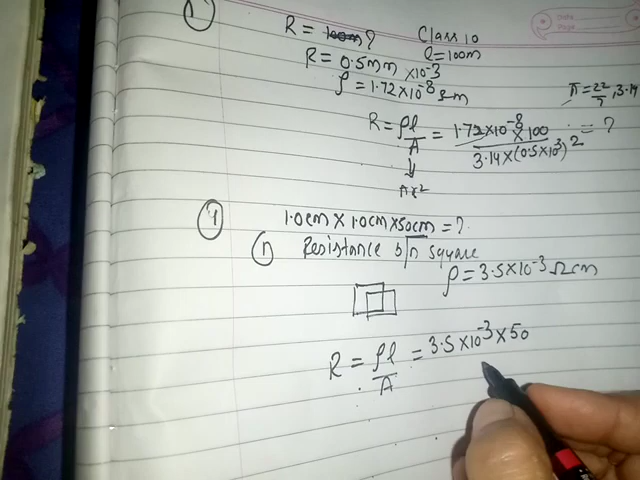 1
R = 100m? Class 10
l = 100m
R = 0.5mm ×10⁻³
ρ = 1.72×10⁻⁸ Ωm
π = 22/7, 3.14
R = ρl/A = 1.72×10⁻⁸ × 100 / 3.14×(0.5×10⁻³)² = ?
1.0cm × 1.0cm × 50cm = ?
Resistance b/n square
ρ = 3.5×10⁻³ Ωcm
R = ρl/A = 3.5×10⁻³ × 50